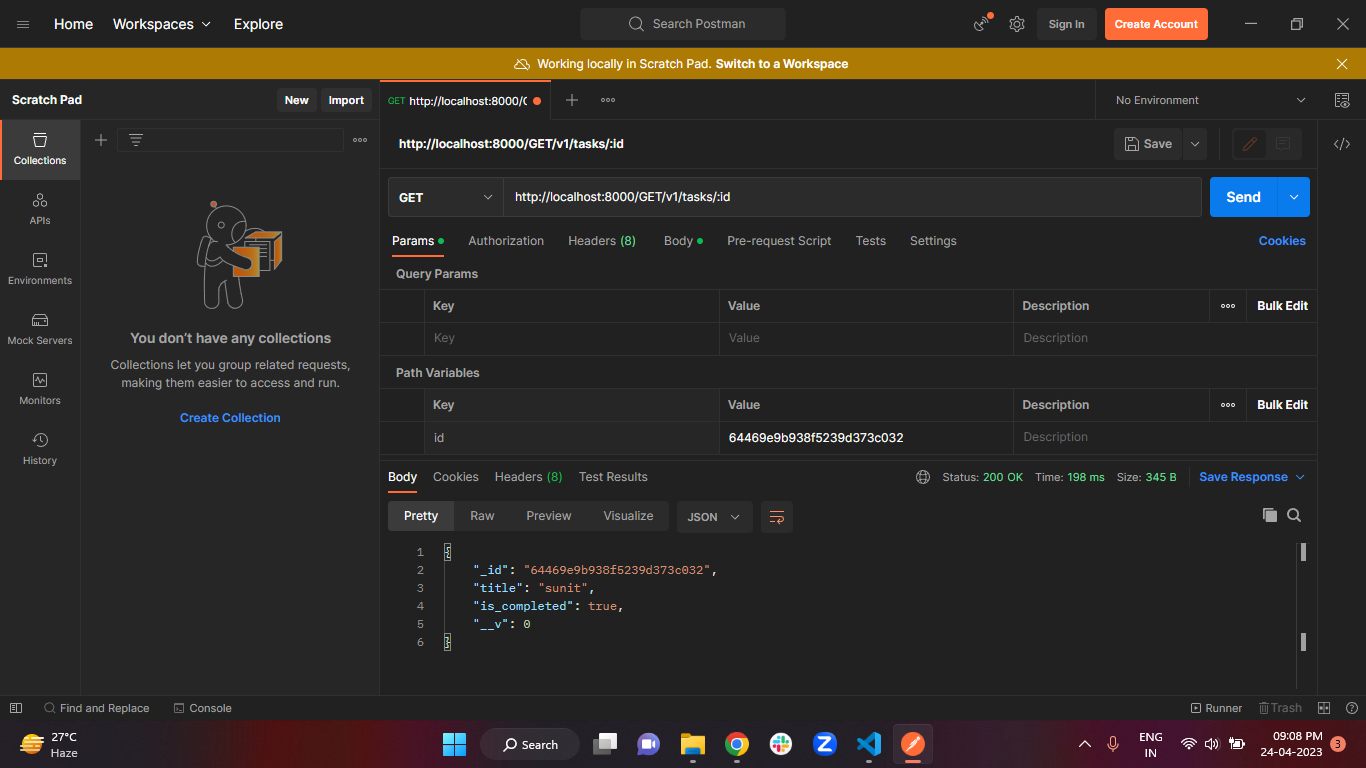 Home Workspaces Explore Search Postman Sign In Create Account
Working locally in Scratch Pad. Switch to a Workspace
Scratch Pad New Import
GET http://localhost:8000/G
No Environment
Collections
APIs
Environments
Mock Servers
Monitors
History
You don't have any collections
Collections let you group related requests,
making them easier to access and run.
Create Collection
http://localhost:8000/GET/v1/tasks/:id
Save
GET http://localhost:8000/GET/v1/tasks/:id Send
Params Authorization Headers (8) Body Pre-request Script Tests Settings Cookies
Query Params
Key Value Description Bulk Edit
Key Value Description
Path Variables
Key Value Description Bulk Edit
id 64469e9b938f5239d373c032 Description
Body Cookies Headers (8) Test Results Status: 200 OK Time: 198 ms Size: 345 B Save Response
Pretty Raw Preview Visualize JSON
1 {
2 "_id": "64469e9b938f5239d373c032",
3 "title": "sunit",
4 "is_completed": true,
5 "__v": 0
6 }
Find and Replace Console Runner Trash
27°C
Haze
Search
ENG
IN
09:08 PM
24-04-2023
3